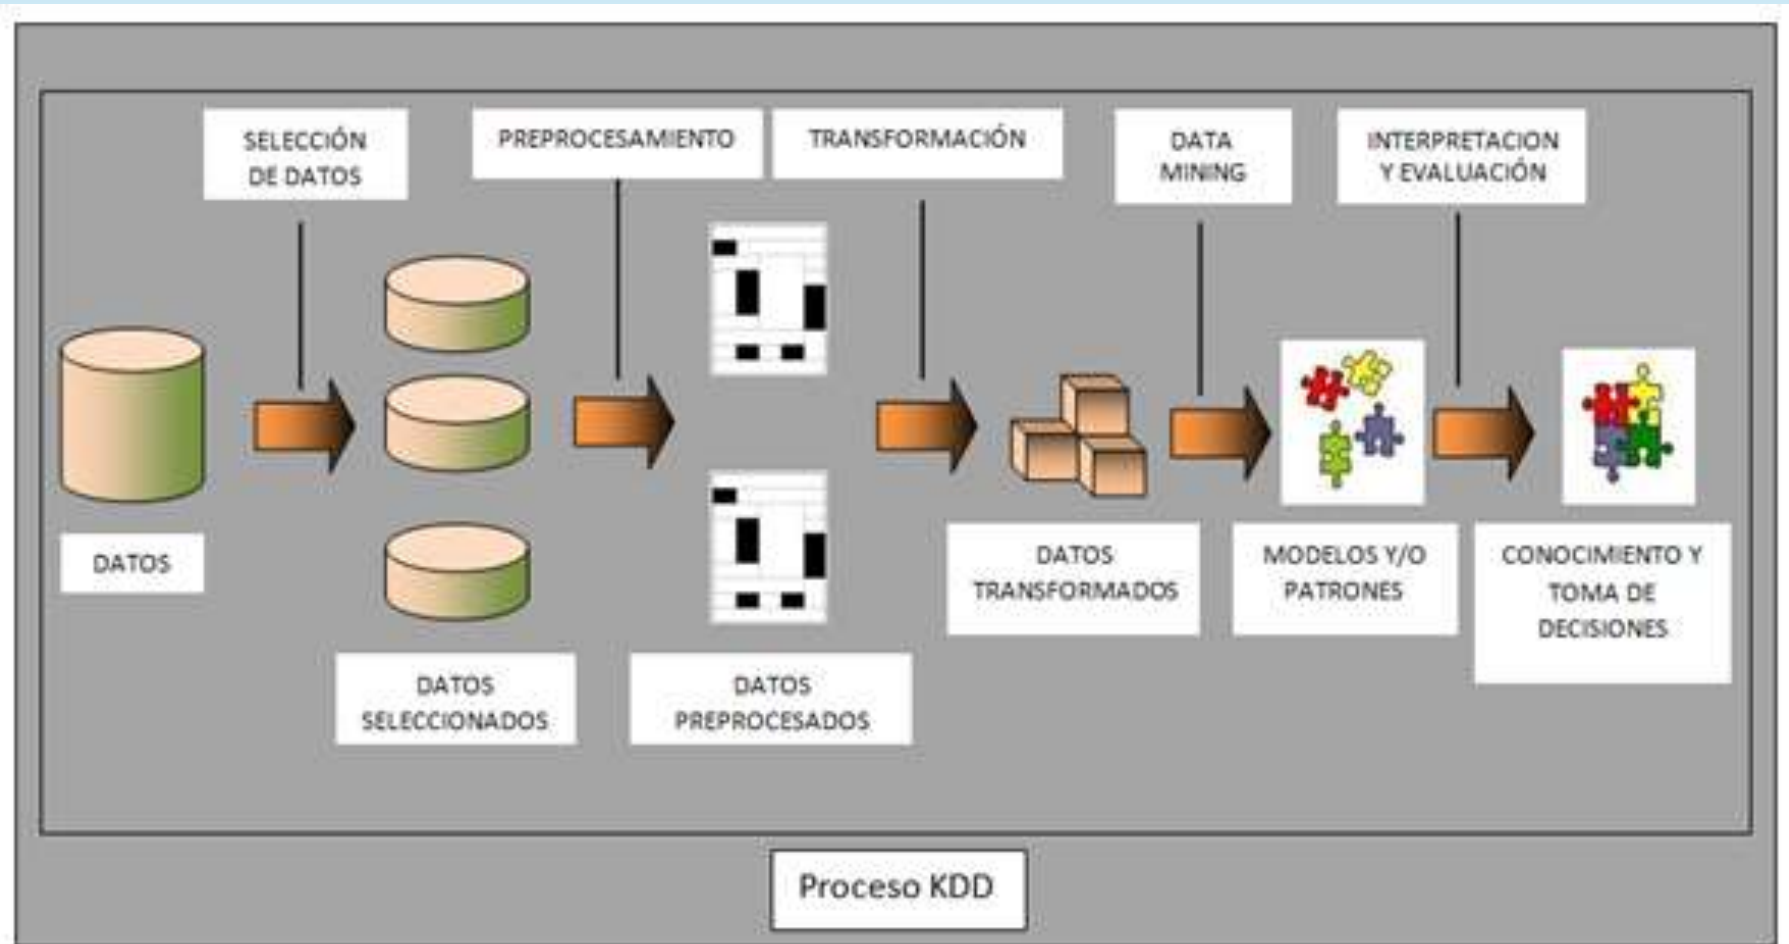 SELECCIÓN
DE DATOS
PREPROCESAMIENTO
TRANSFORMACIÓN
DATA
MINING
INTERPRETACION
Y EVALUACIÓN
DATOS
DATOS
SELECCIONADOS
DATOS
PREPROCESADOS
DATOS
TRANSFORMADOS
MODELOS Y/O
PATRONES
CONOCIMIENTO Y
TOMA DE
DECISIONES
Proceso KDD